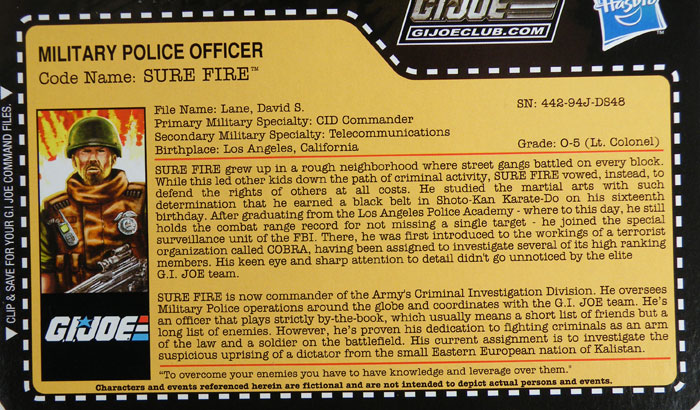 GI JOE
GIJOECLUB.COM™
Hasbro
MILITARY POLICE OFFICER
Code Name: SURE FIRE™
File Name: Lane, David S.
SN: 442-94J-DS48
Primary Military Specialty: CID Commander
Secondary Military Specialty: Telecommunications
Birthplace: Los Angeles, California
Grade: O-5 (Lt. Colonel)
SURE FIRE grew up in a rough neighborhood where street gangs battled on every block.
While this led other kids down the path of criminal activity, SURE FIRE vowed, instead, to
defend the rights of others at all costs. He studied the martial arts with such
determination that he earned a black belt in Shoto-Kan Karate-Do on his sixteenth
birthday. After graduating from the Los Angeles Police Academy - where to this day, he still
holds the combat range record for not missing a single target - he joined the special
surveillance unit of the FBI. There, he was first introduced to the workings of a terrorist
organization called COBRA, having been assigned to investigate several of its high ranking
members. His keen eye and sharp attention to detail didn't go unnoticed by the elite
G.I. JOE team.
SURE FIRE is now commander of the Army's Criminal Investigation Division. He oversees
Military Police operations around the globe and coordinates with the G.I. JOE team. He's
an officer that plays strictly by-the-book, which usually means a short list of friends but a
long list of enemies. However, he's proven his dedication to fighting criminals as an arm
of the law and a soldier on the battlefield. His current assignment is to investigate the
suspicious uprising of a dictator from the small Eastern European nation of Kalistan.
"To overcome your enemies you have to have knowledge and leverage over them."
Characters and events referenced herein are fictional and are not intended to depict actual persons and events.
GI JOE
CLIP & SAVE FOR YOUR G.I. JOE COMMAND FILES.